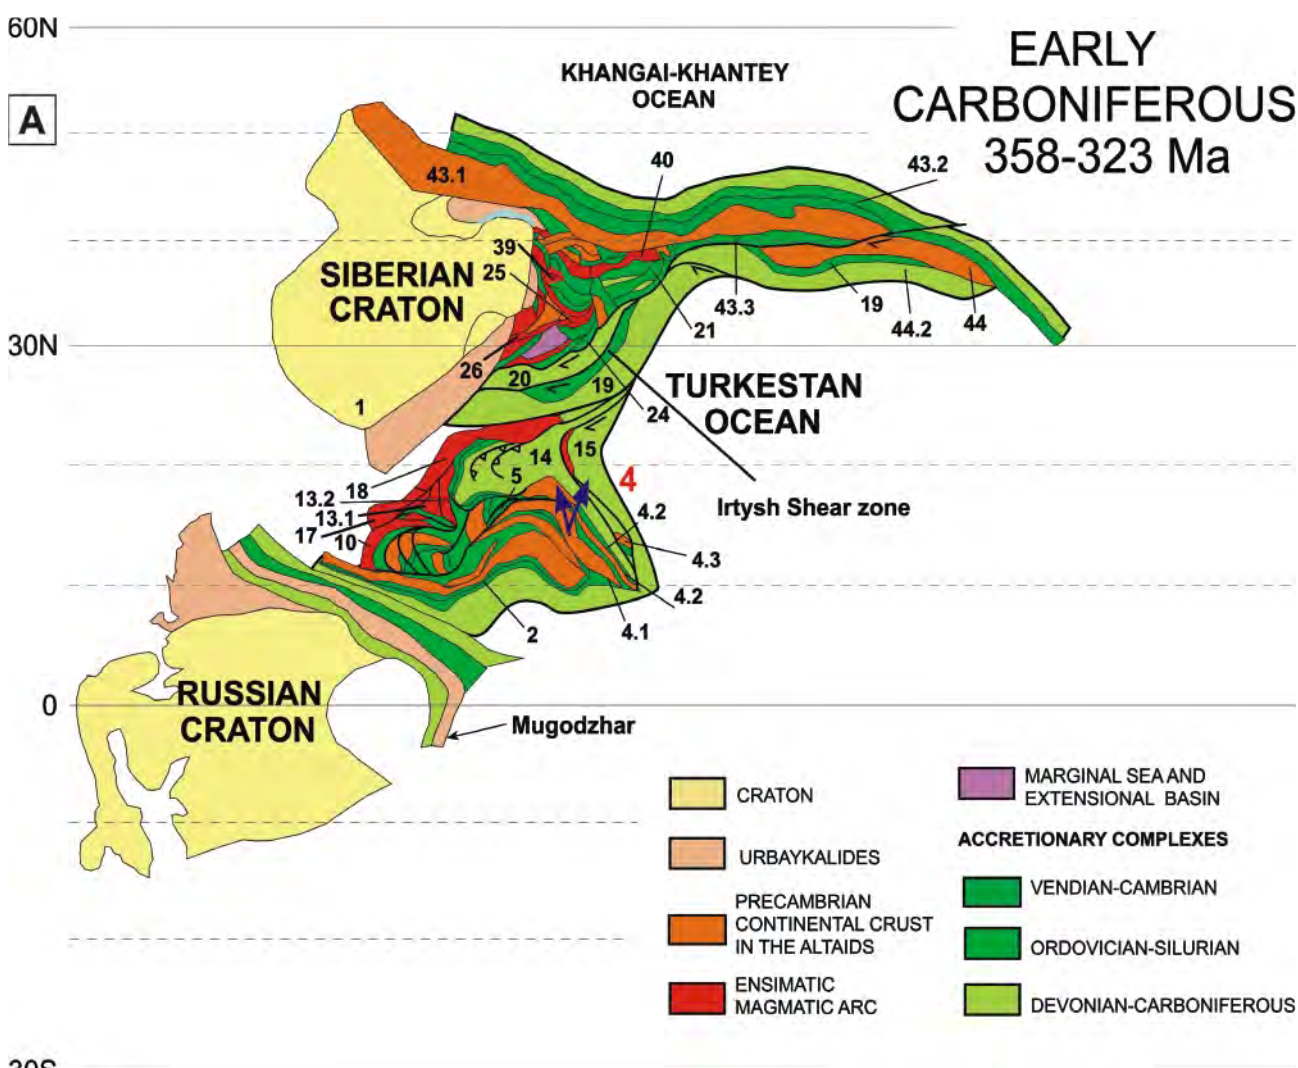 60N
EARLY
CARBONIFEROUS
358-323 Ma
KHANGAI-KHANTEY
OCEAN
A
40
43.2
43.1
39
25
SIBERIAN
CRATON
43.3
19
21
44.2
44
30N
26
20
19
24
TURKESTAN
OCEAN
1
14
15
4
5
18
13.2
13.1
17
10
Irtysh Shear zone
4.2
4.3
4.2
2
4.1
RUSSIAN
CRATON
0
Mugodzhar
CRATON
URBAYKALIDES
PRECAMBRIAN
CONTINENTAL CRUST
IN THE ALTAIDS
ENSIMATIC
MAGMATIC ARC
MARGINAL SEA AND
EXTENSIONAL BASIN
ACCRETIONARY COMPLEXES
VENDIAN-CAMBRIAN
ORDOVICIAN-SILURIAN
DEVONIAN-CARBONIFEROUS
30S